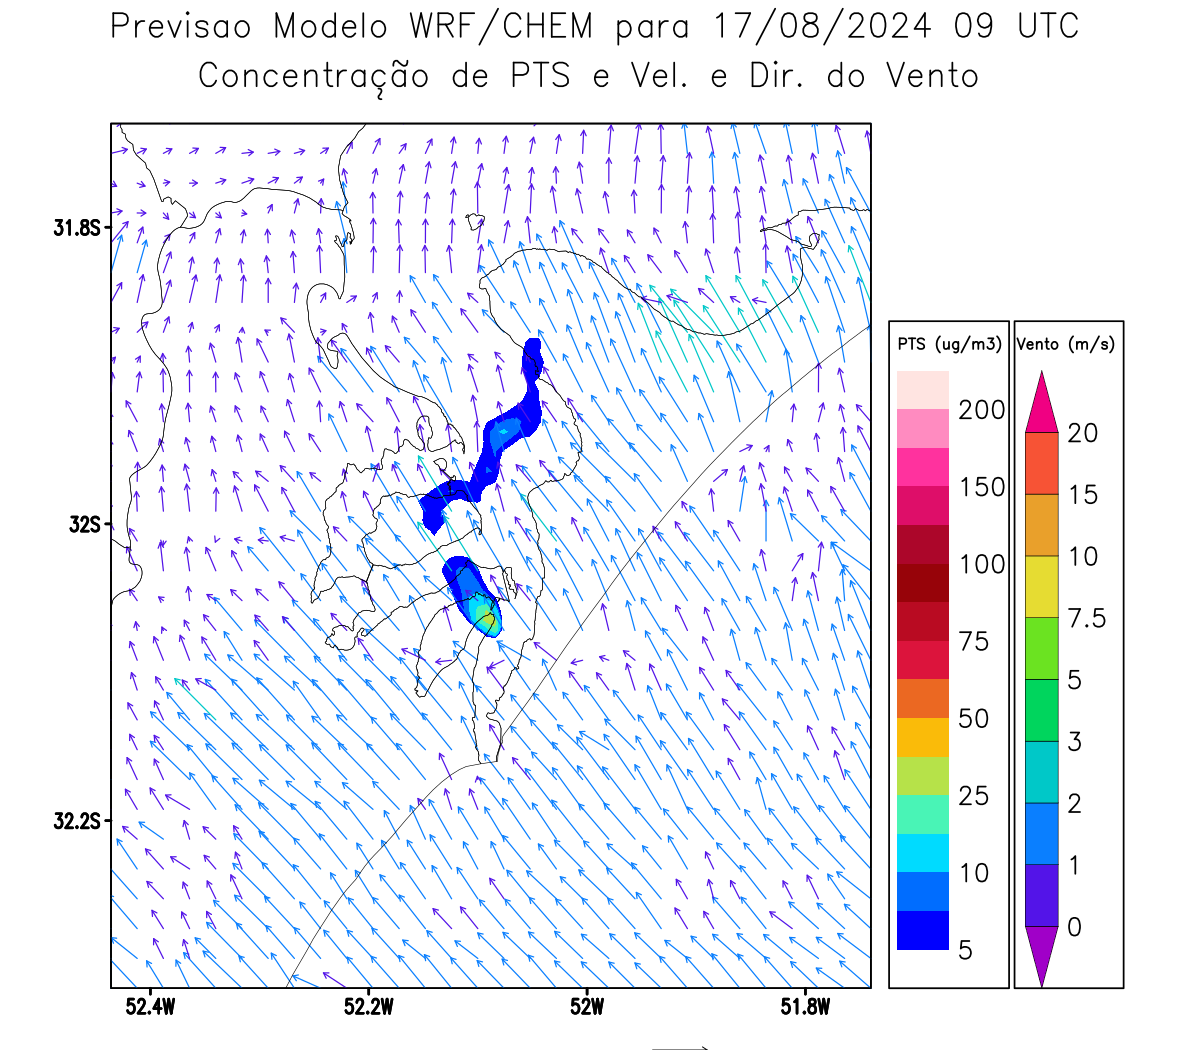 Previsao Modelo WRF/CHEM para 17/08/2024 09 UTC
Concentração de PTS e Vel. e Dir. do Vento
31.8S
32S
32.2S
52.4W 52.2W 52W 51.8W
PTS (ug/m3)
200
150
100
75
50
25
10
5
Vento (m/s)
20
15
10
7.5
5
3
2
1
0